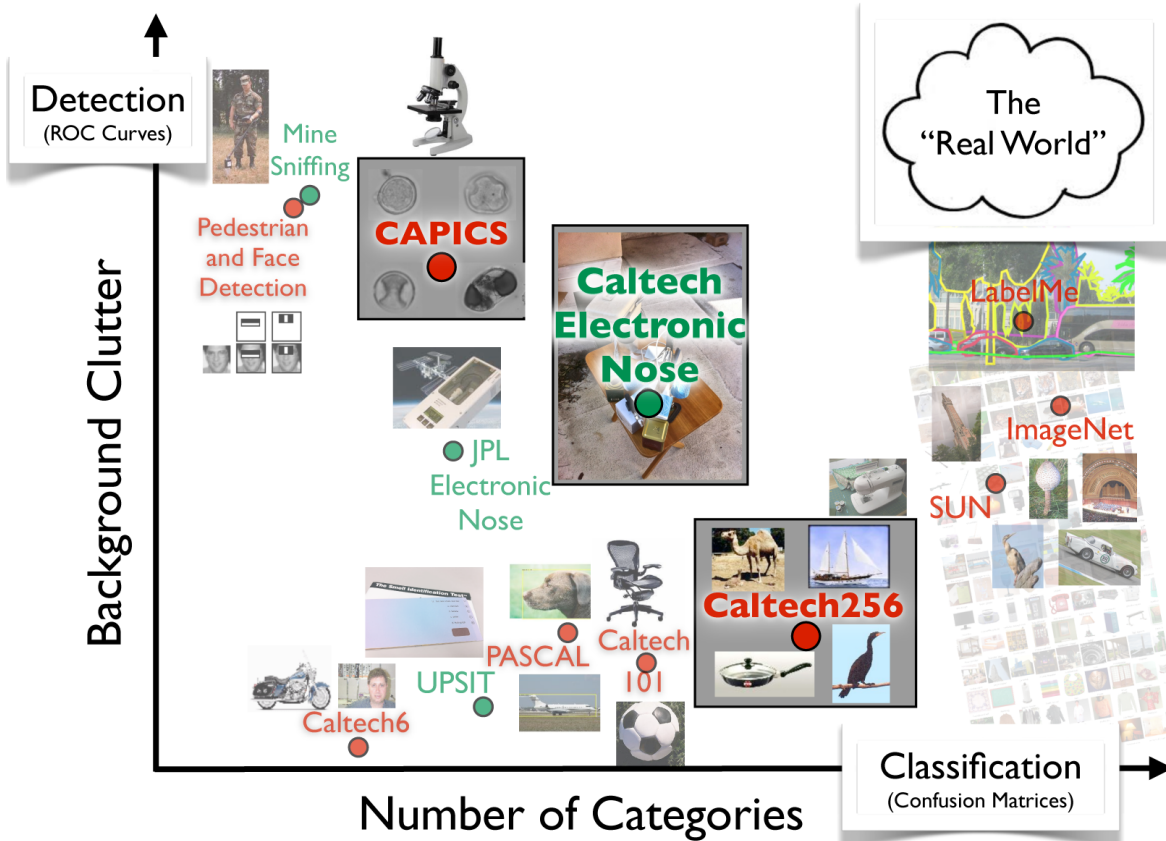 Detection
(ROC Curves)
Mine
Sniffing
Pedestrian
and Face
Detection
CAPICS
Caltech
Electronic
Nose
The
“Real World”
LabelMe
ImageNet
SUN
JPL
Electronic
Nose
The Smell Identification Test™
Caltech256
PASCAL
Caltech
101
UPSIT
Caltech6
Background Clutter
Number of Categories
Classification
(Confusion Matrices)